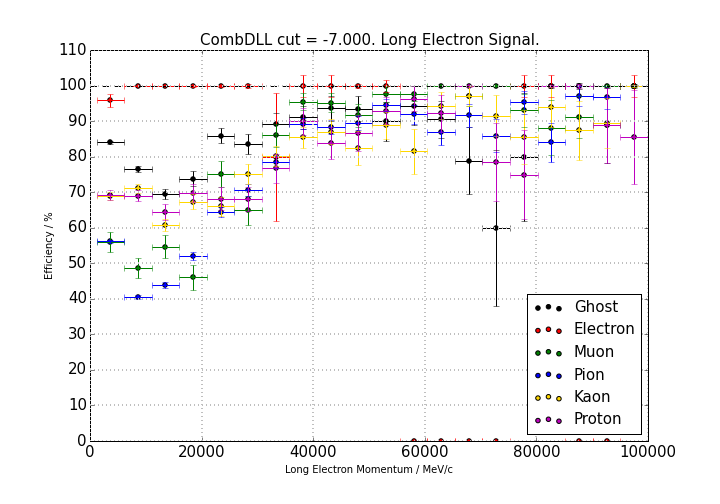 CombDLL cut = -7.000. Long Electron Signal.
110
100
90
80
70
60
50
40
30
20
10
0
Efficiency / %
Ghost
Electron
Muon
Pion
Kaon
Proton
0 20000 40000 60000 80000 100000
Long Electron Momentum / MeV/c